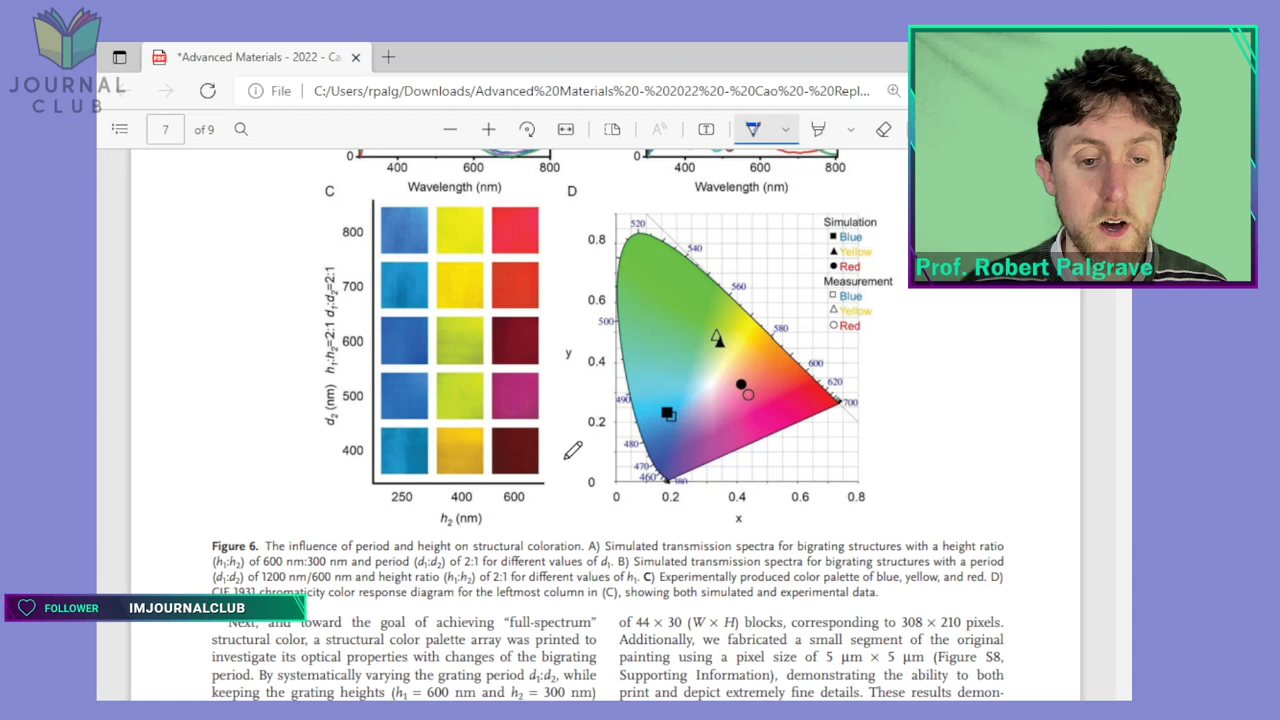 JOURNAL
CLUB
*Advanced Materials - 2022 - Ca
File
C:/Users/rpalg/Downloads/Advanced%20Materials%20-%202022%20-%20Cao%20-%20Repl...
7 of 9
0
400 600 800
Wavelength (nm)
0
400 600 800
Wavelength (nm)
C
800
700
600
500
400
d₂ (nm) h₁:h₂=2:1 d₁:d₂=2:1
250 400 600
h₂ (nm)
D
0.8
0.6
0.4
0.2
0
y
0 0.2 0.4 0.6 0.8
x
520
540
560
580
600
620
700
500
490
480
470
460
Simulation
Blue
Yellow
Red
Measurement
Blue
Yellow
Red
Prof. Robert Palgrave
Figure 6. The influence of period and height on structural coloration. A) Simulated transmission spectra for bigrating structures with a height ratio
(h₁:h₂) of 600 nm:300 nm and period (d₁:d₂) of 2:1 for different values of d₁. B) Simulated transmission spectra for bigrating structures with a period
(d₁:d₂) of 1200 nm/600 nm and height ratio (h₁:h₂) of 2:1 for different values of h₁. C) Experimentally produced color palette of blue, yellow, and red. D)
CIE 1931 chromaticity color response diagram for the leftmost column in (C), showing both simulated and experimental data.
FOLLOWER IMJOURNALCLUB
Next, and toward the goal of achieving “full-spectrum”
structural color, a structural color palette array was printed to
investigate its optical properties with changes of the bigrating
period. By systematically varying the grating period d₁:d₂, while
keeping the grating heights (h₁ = 600 nm and h₂ = 300 nm)
of 44 × 30 (W × H) blocks, corresponding to 308 × 210 pixels.
Additionally, we fabricated a small segment of the original
painting using a pixel size of 5 μm × 5 μm (Figure S8,
Supporting Information), demonstrating the ability to both
print and depict extremely fine details. These results demon-